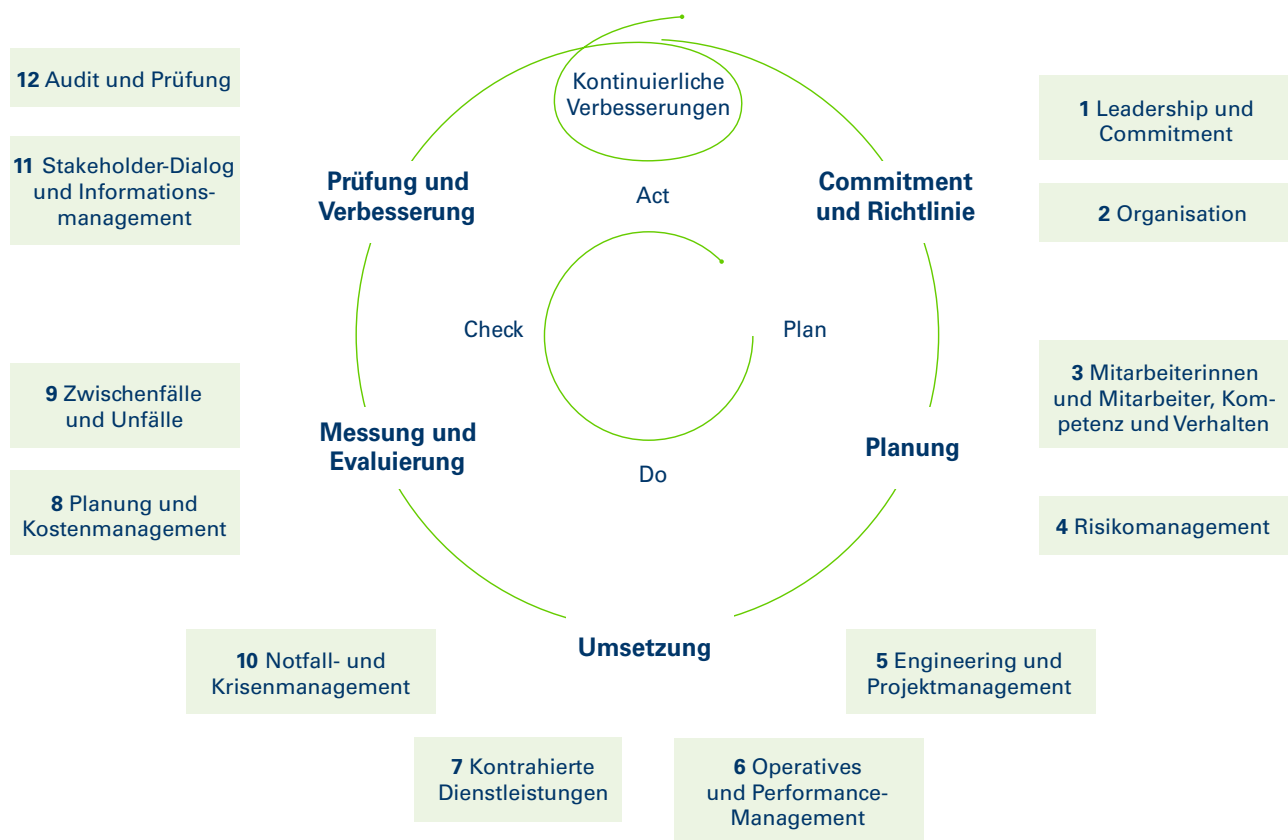 Kontinuierliche
Verbesserungen
12 Audit und Prüfung
11 Stakeholder-Dialog
und Informations-
management
1 Leadership und
Commitment
2 Organisation
Prüfung und
Verbesserung
Act
Commitment
und Richtlinie
Check
Plan
9 Zwischenfälle
und Unfälle
3 Mitarbeiterinnen
und Mitarbeiter, Kom-
petenz und Verhalten
Messung und
Evaluierung
Do
Planung
8 Planung und
Kostenmanagement
4 Risikomanagement
Umsetzung
10 Notfall- und
Krisenmanagement
5 Engineering und
Projektmanagement
7 Kontrahierte
Dienstleistungen
6 Operatives
und Performance-
Management